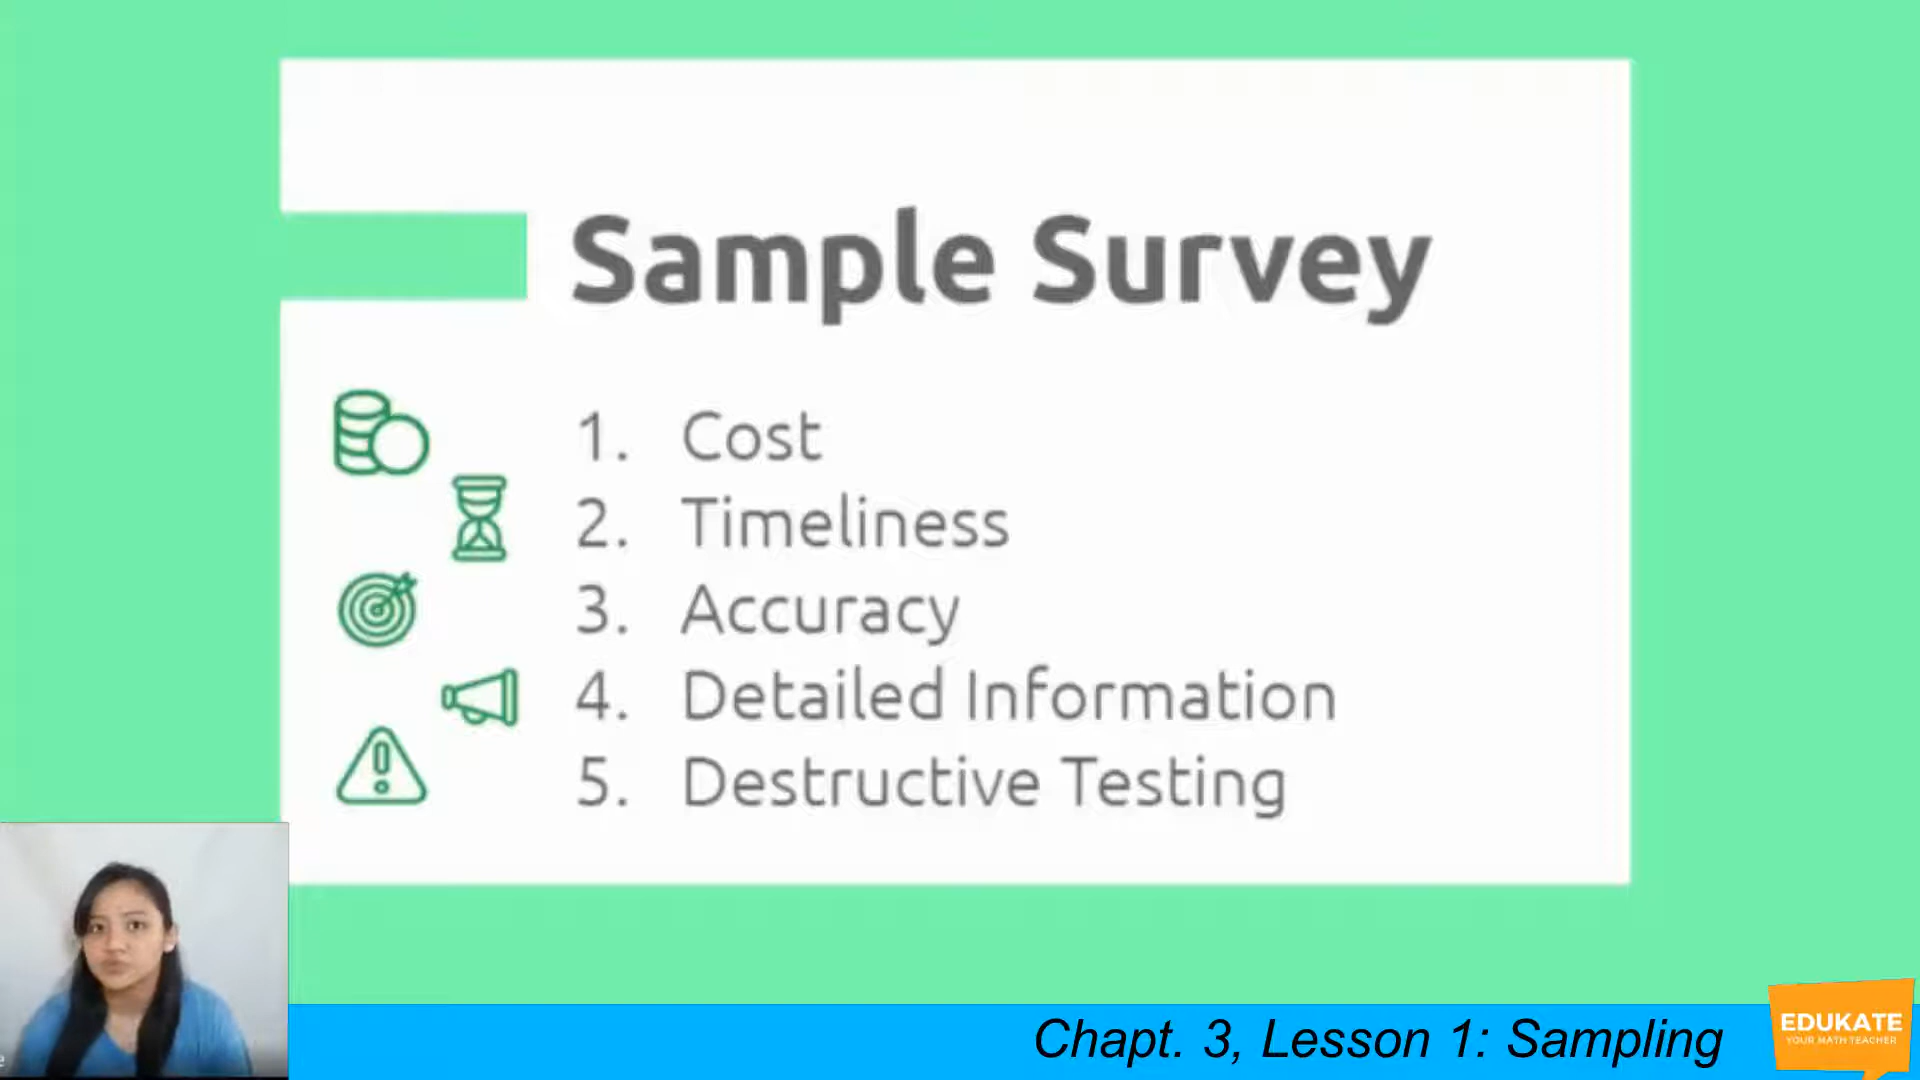 Sample Survey
1. Cost
2. Timeliness
3. Accuracy
4. Detailed Information
5. Destructive Testing
Chapt. 3, Lesson 1: Sampling
EDUKATE
YOUR MATH TEACHER